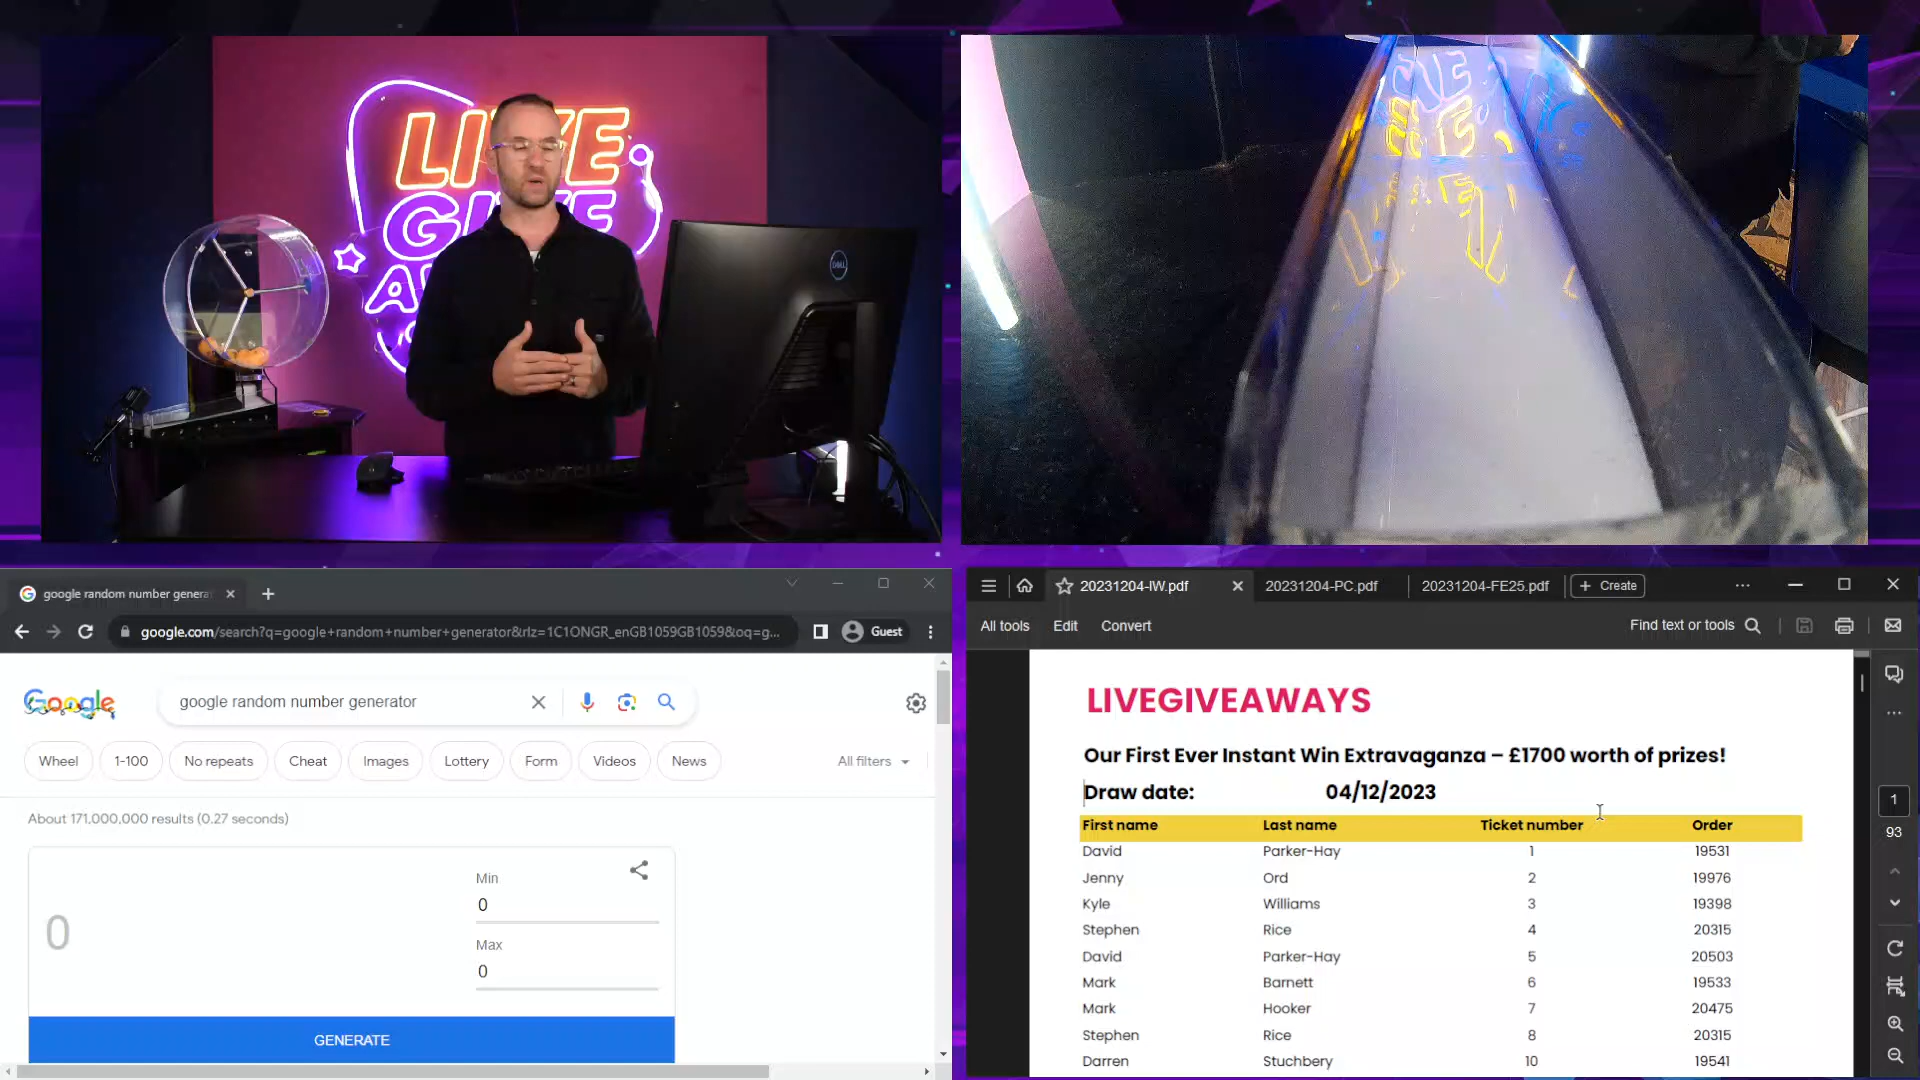 LIVE
GIVE
DELL
google random number genera
google.com/search?q=google+random+number+generator&rlz=1C1ONGR_enGB1059GB1059&oq=g...
Guest
Google
google random number generator
Wheel
1-100
No repeats
Cheat
Images
Lottery
Form
Videos
News
All filters
About 171,000,000 results (0.27 seconds)
0
Min
0
Max
0
GENERATE
20231204-IW.pdf
20231204-PC.pdf
20231204-FE25.pdf
+ Create
All tools
Edit
Convert
Find text or tools
LIVEGIVEAWAYS
Our First Ever Instant Win Extravaganza – £1700 worth of prizes!
Draw date: 04/12/2023
First name Last name Ticket number Order
David Parker-Hay 1 19531
Jenny Ord 2 19976
Kyle Williams 3 19398
Stephen Rice 4 20315
David Parker-Hay 5 20503
Mark Barnett 6 19533
Mark Hooker 7 20475
Stephen Rice 8 20315
Darren Stuchbery 10 19541
1
93